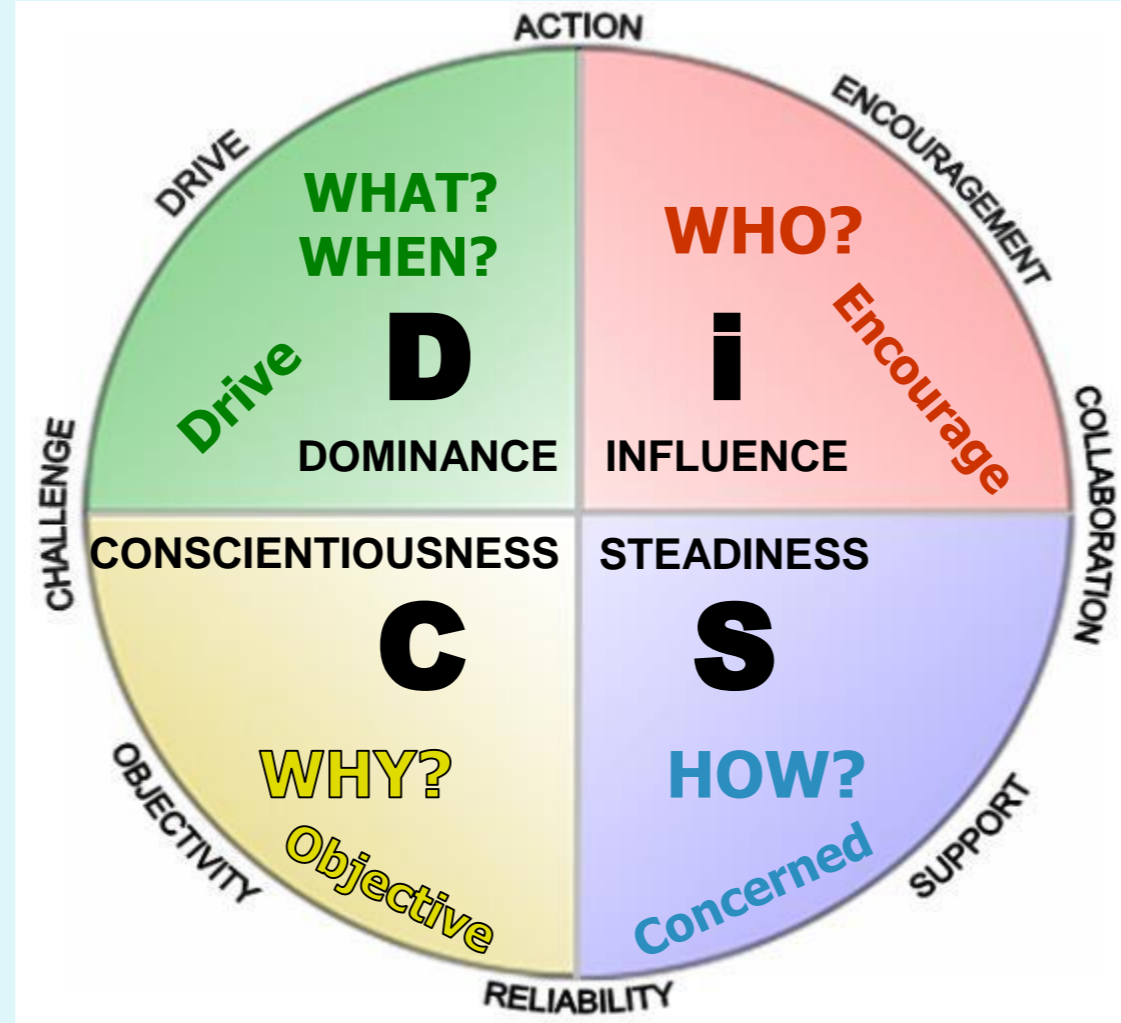 ACTION
DRIVE
ENCOURAGEMENT
WHAT?
WHEN?
WHO?
D
i
Drive
Encourage
DOMINANCE
INFLUENCE
CHALLENGE
COLLABORATION
CONSCIENTIOUSNESS
STEADINESS
C
S
WHY?
HOW?
Objective
Concerned
OBJECTIVITY
SUPPORT
RELIABILITY